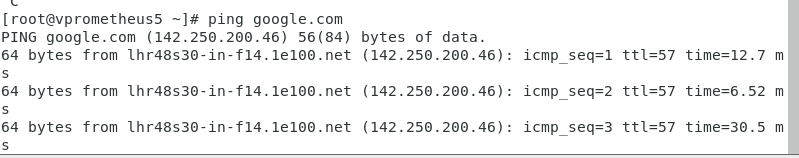 C
[root@vprometheus5 ~]# ping google.com
PING google.com (142.250.200.46) 56(84) bytes of data.
64 bytes from lhr48s30-in-f14.1e100.net (142.250.200.46): icmp_seq=1 ttl=57 time=12.7 m
s
64 bytes from lhr48s30-in-f14.1e100.net (142.250.200.46): icmp_seq=2 ttl=57 time=6.52 m
s
64 bytes from lhr48s30-in-f14.1e100.net (142.250.200.46): icmp_seq=3 ttl=57 time=30.5 m
s